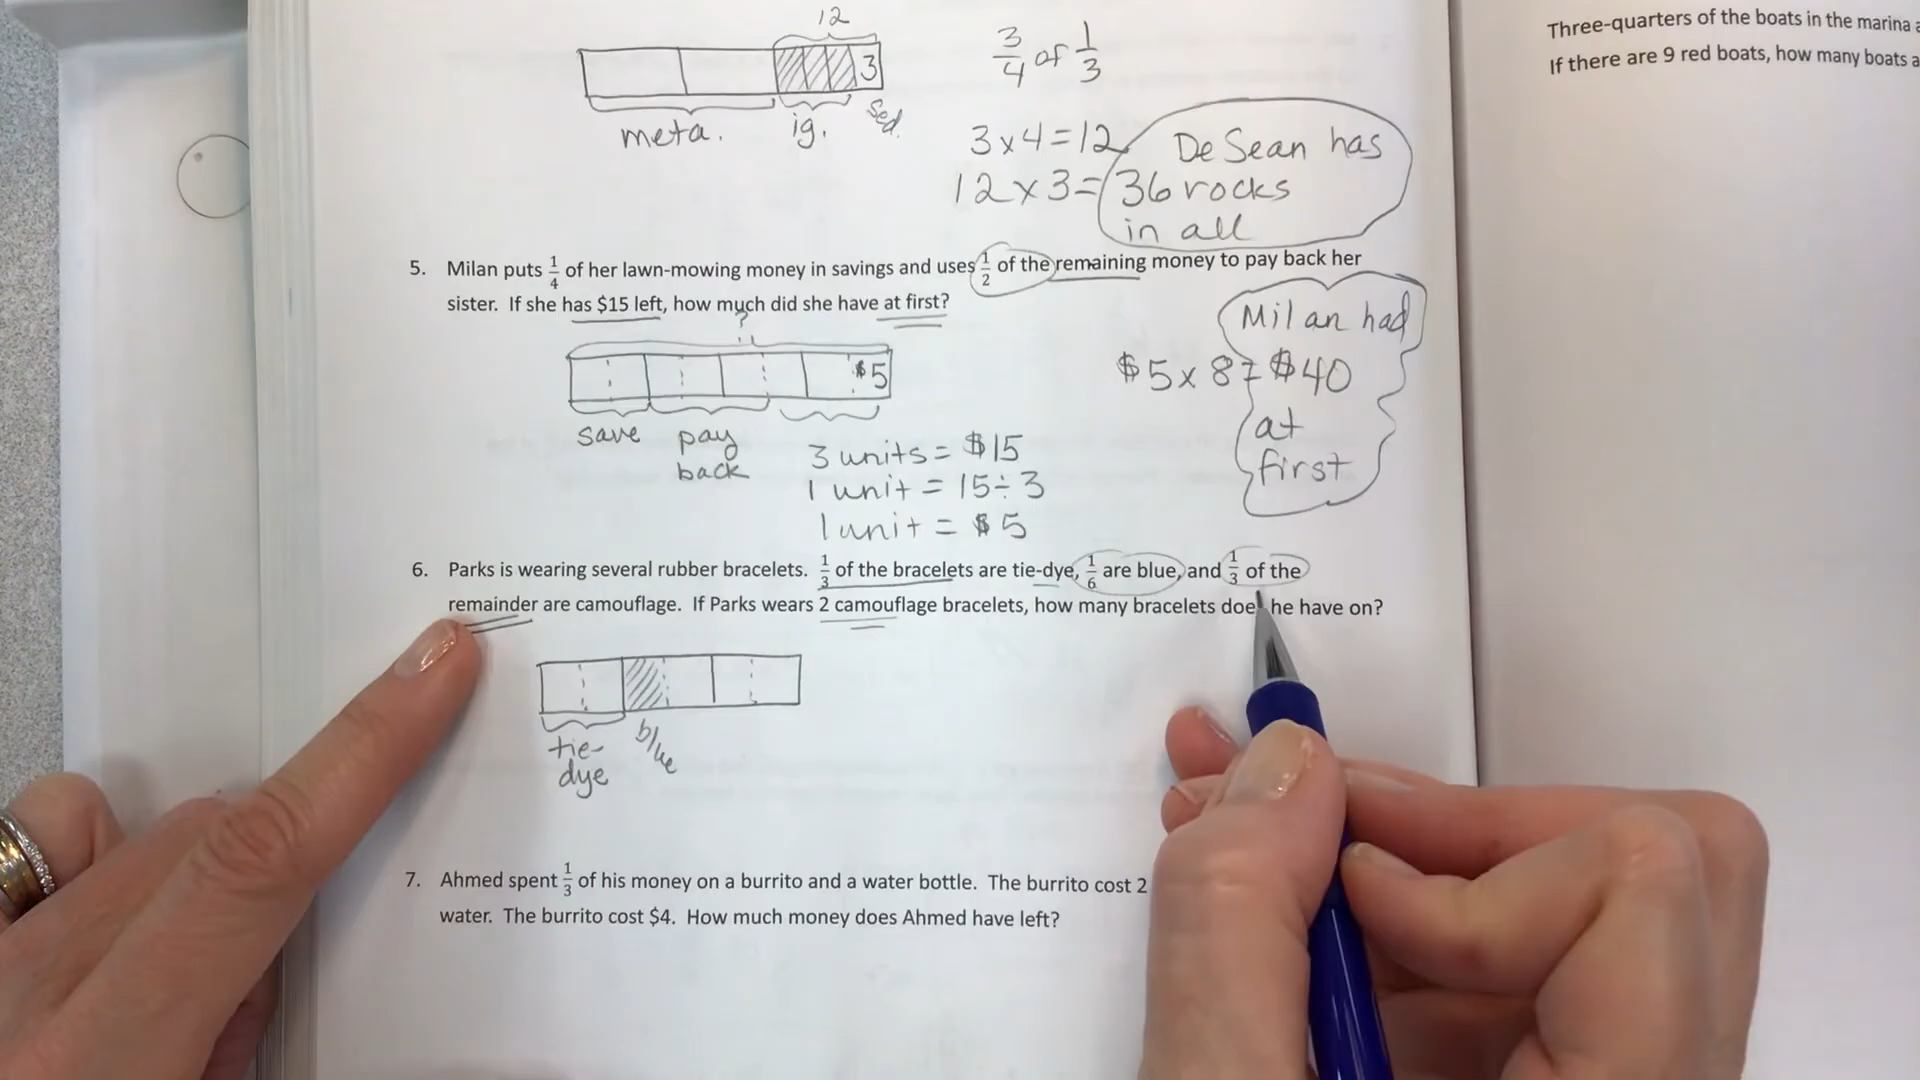 12
3
meta. ig. sed.
3/4 of 1/3
3 x 4 = 12
12 x 3 = 36 rocks
De Sean has
in all
5. Milan puts 1/4 of her lawn-mowing money in savings and uses 1/2 of the remaining money to pay back her
sister. If she has $15 left, how much did she have at first?
?
$5
save pay
back
3 units = $15
1 unit = 15 ÷ 3
1 unit = $5
Milan had
$5 x 8 = $40
at
first
6. Parks is wearing several rubber bracelets. 1/3 of the bracelets are tie-dye, 1/6 are blue, and 1/3 of the
remainder are camouflage. If Parks wears 2 camouflage bracelets, how many bracelets doe he have on?
tie-
dye
blue
7. Ahmed spent 1/3 of his money on a burrito and a water bottle. The burrito cost 2
water. The burrito cost $4. How much money does Ahmed have left?
Three-quarters of the boats in the marina a
If there are 9 red boats, how many boats a